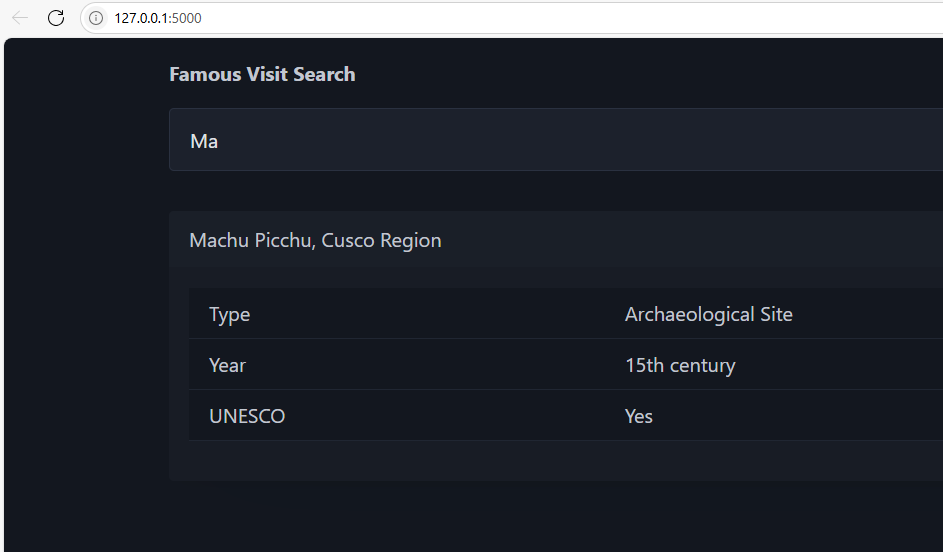 127.0.0.1:5000
Famous Visit Search
Ma
Machu Picchu, Cusco Region
Type Archaeological Site
Year 15th century
UNESCO Yes